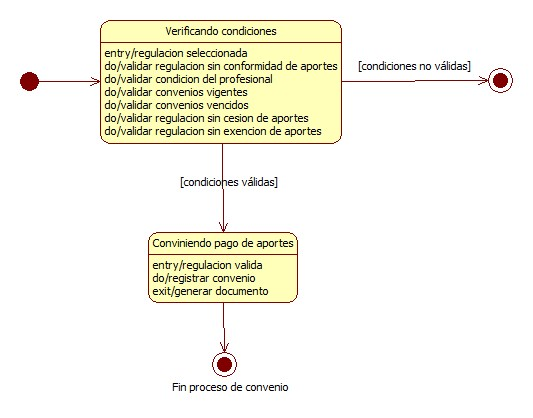 Verificando condiciones
entry/regulacion seleccionada
do/validar regulacion sin conformidad de aportes
do/validar condicion del profesional
do/validar convenios vigentes
do/validar convenios vencidos
do/validar regulacion sin cesion de aportes
do/validar regulacion sin exencion de aportes
[condiciones no válidas]
[condiciones válidas]
Conviniendo pago de aportes
entry/regulacion valida
do/registrar convenio
exit/generar documento
Fin proceso de convenio